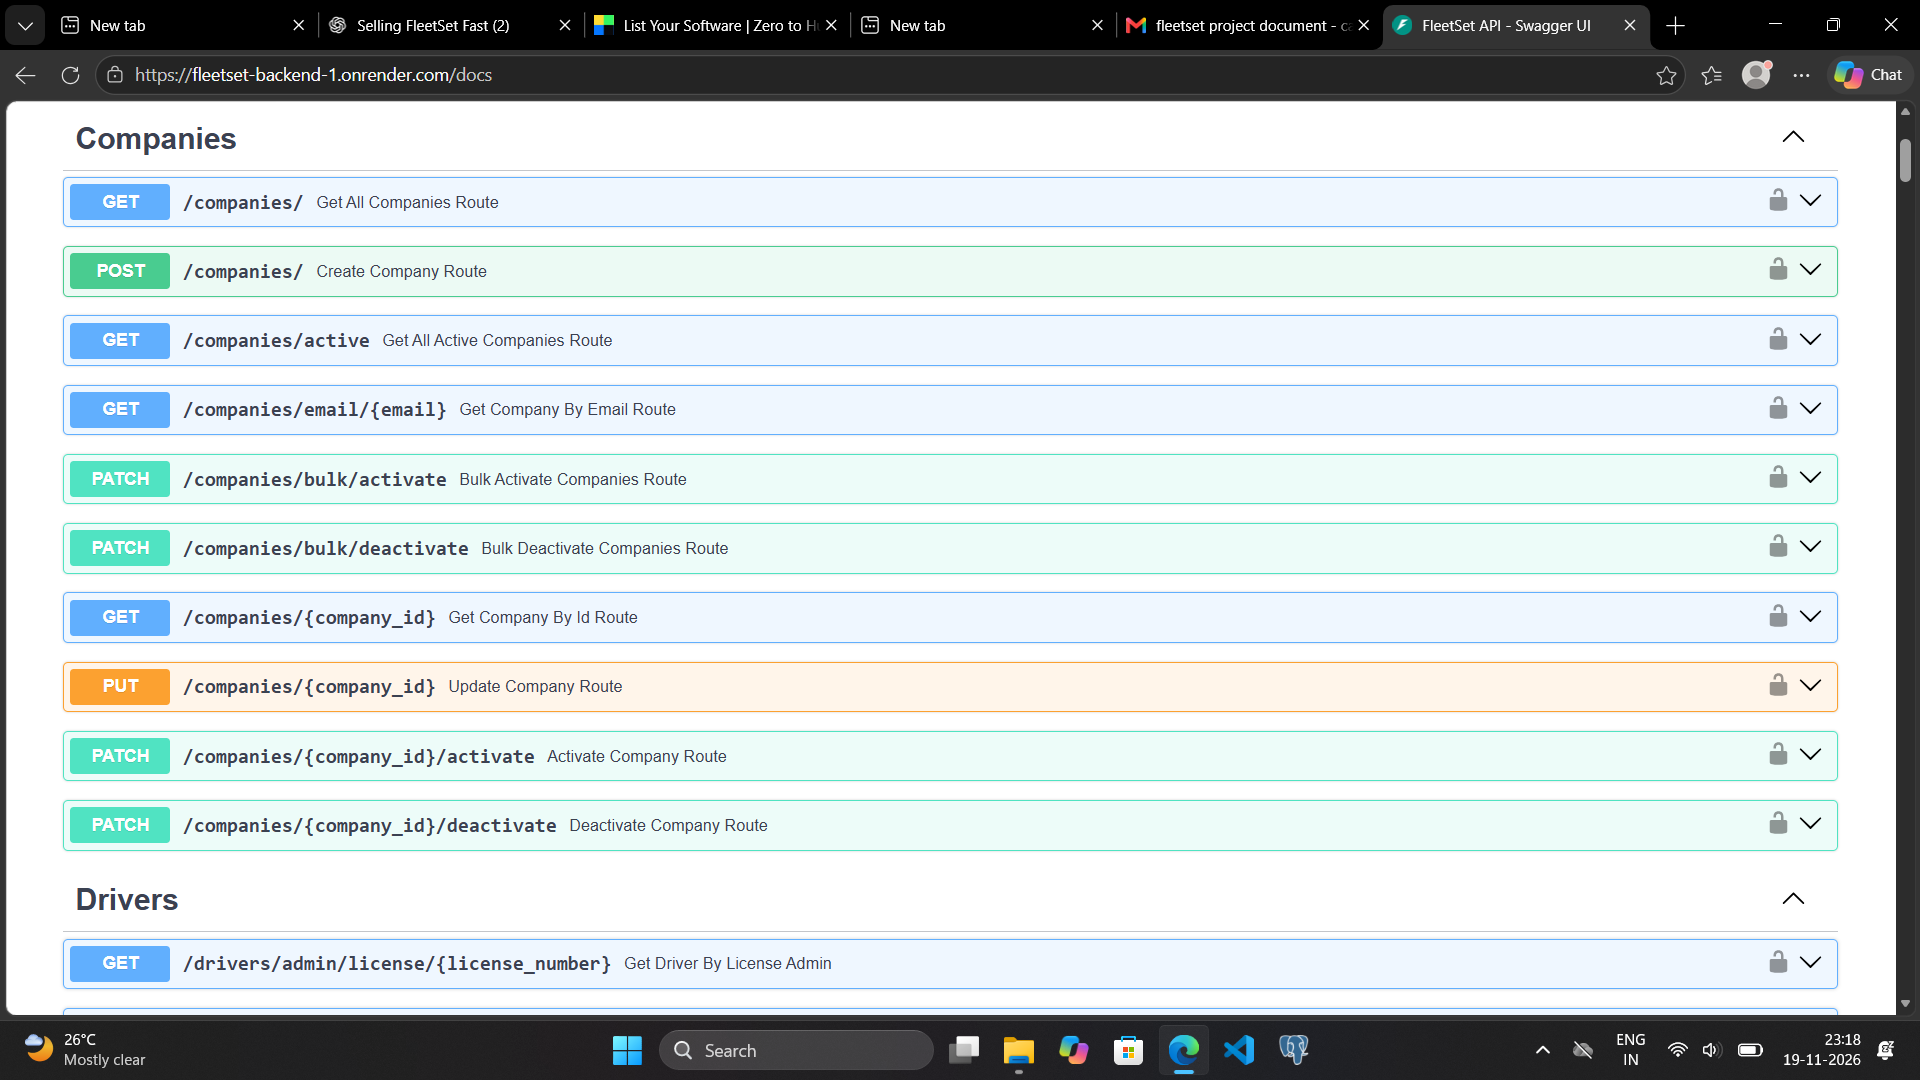 New tab
Selling FleetSet Fast (2)
List Your Software | Zero to H
New tab
fleetset project document - ca
FleetSet API - Swagger UI
https://fleetset-backend-1.onrender.com/docs
Chat
Companies
GET /companies/ Get All Companies Route
POST /companies/ Create Company Route
GET /companies/active Get All Active Companies Route
GET /companies/email/{email} Get Company By Email Route
PATCH /companies/bulk/activate Bulk Activate Companies Route
PATCH /companies/bulk/deactivate Bulk Deactivate Companies Route
GET /companies/{company_id} Get Company By Id Route
PUT /companies/{company_id} Update Company Route
PATCH /companies/{company_id}/activate Activate Company Route
PATCH /companies/{company_id}/deactivate Deactivate Company Route
Drivers
GET /drivers/admin/license/{license_number} Get Driver By License Admin
26°C
Mostly clear
Search
ENG
IN
23:18
19-11-2026